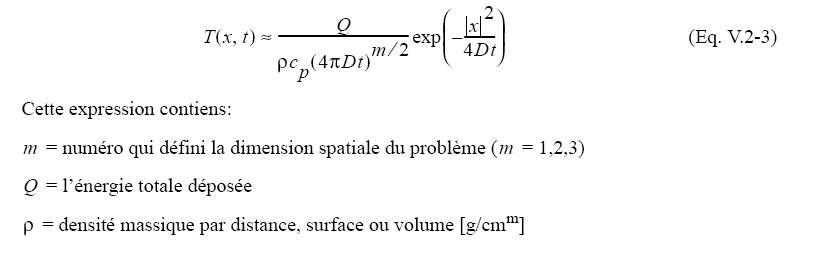 T(x, t) ≈ Q / (ρc_p(4πDt)^{m/2}) exp(−|x|²/4Dt) (Eq. V.2-3)
Cette expression contiens:
m = numéro qui défini la dimension spatiale du problème (m = 1,2,3)
Q = l’énergie totale déposée
ρ = densité massique par distance, surface ou volume [g/cm^m]